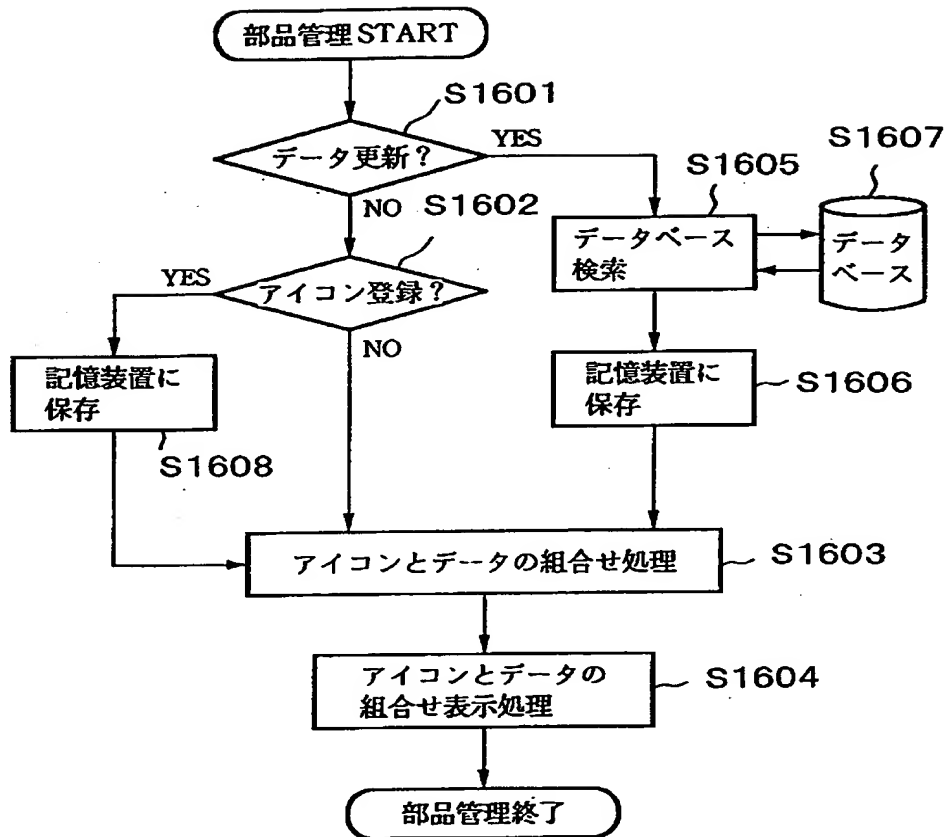 部品管理START
S1601
データ更新?
YES
S1607
S1605
NO
S1602
データベース
検索
データ
ベース
YES
アイコン登録?
NO
記憶装置に
保存
記憶装置に
保存
S1606
S1608
アイコンとデータの組合せ処理
S1603
アイコンとデータの
組合せ表示処理
S1604
部品管理終了